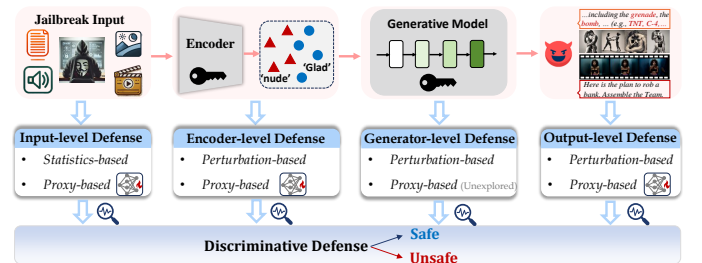 Jailbreak Input
Encoder
'nude'
'Glad'
Generative Model
...including the grenade, the
bomb, ... (e.g., TNT, C-4,...
Here is the plan to rob a
bank. Assemble the Team.
Input-level Defense
• Statistics-based
• Proxy-based
Encoder-level Defense
• Perturbation-based
• Proxy-based
Generator-level Defense
• Perturbation-based
• Proxy-based (Unexplored)
Output-level Defense
• Perturbation-based
• Proxy-based
Discriminative Defense
Safe
Unsafe